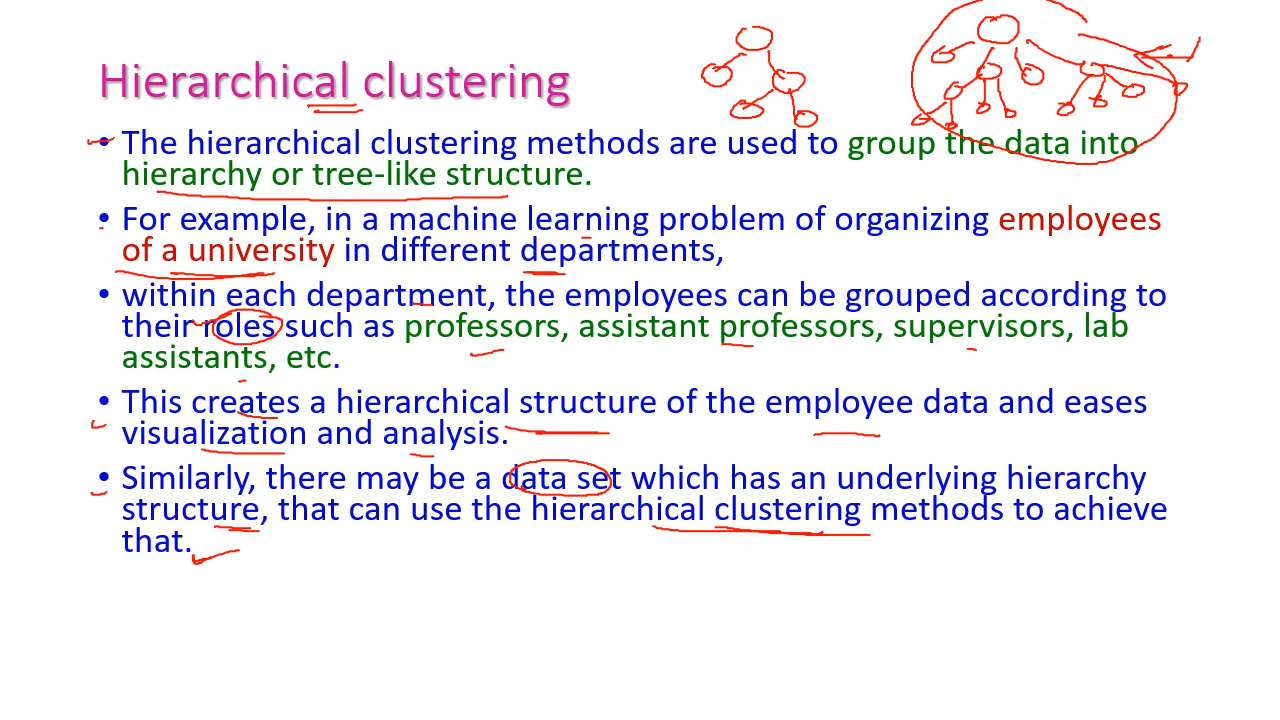 Hierarchical clustering
• The hierarchical clustering methods are used to group the data into
hierarchy or tree-like structure.
• For example, in a machine learning problem of organizing employees
of a university in different departments,
• within each department, the employees can be grouped according to
their roles such as professors, assistant professors, supervisors, lab
assistants, etc.
• This creates a hierarchical structure of the employee data and eases
visualization and analysis.
• Similarly, there may be a data set which has an underlying hierarchy
structure, that can use the hierarchical clustering methods to achieve
that.